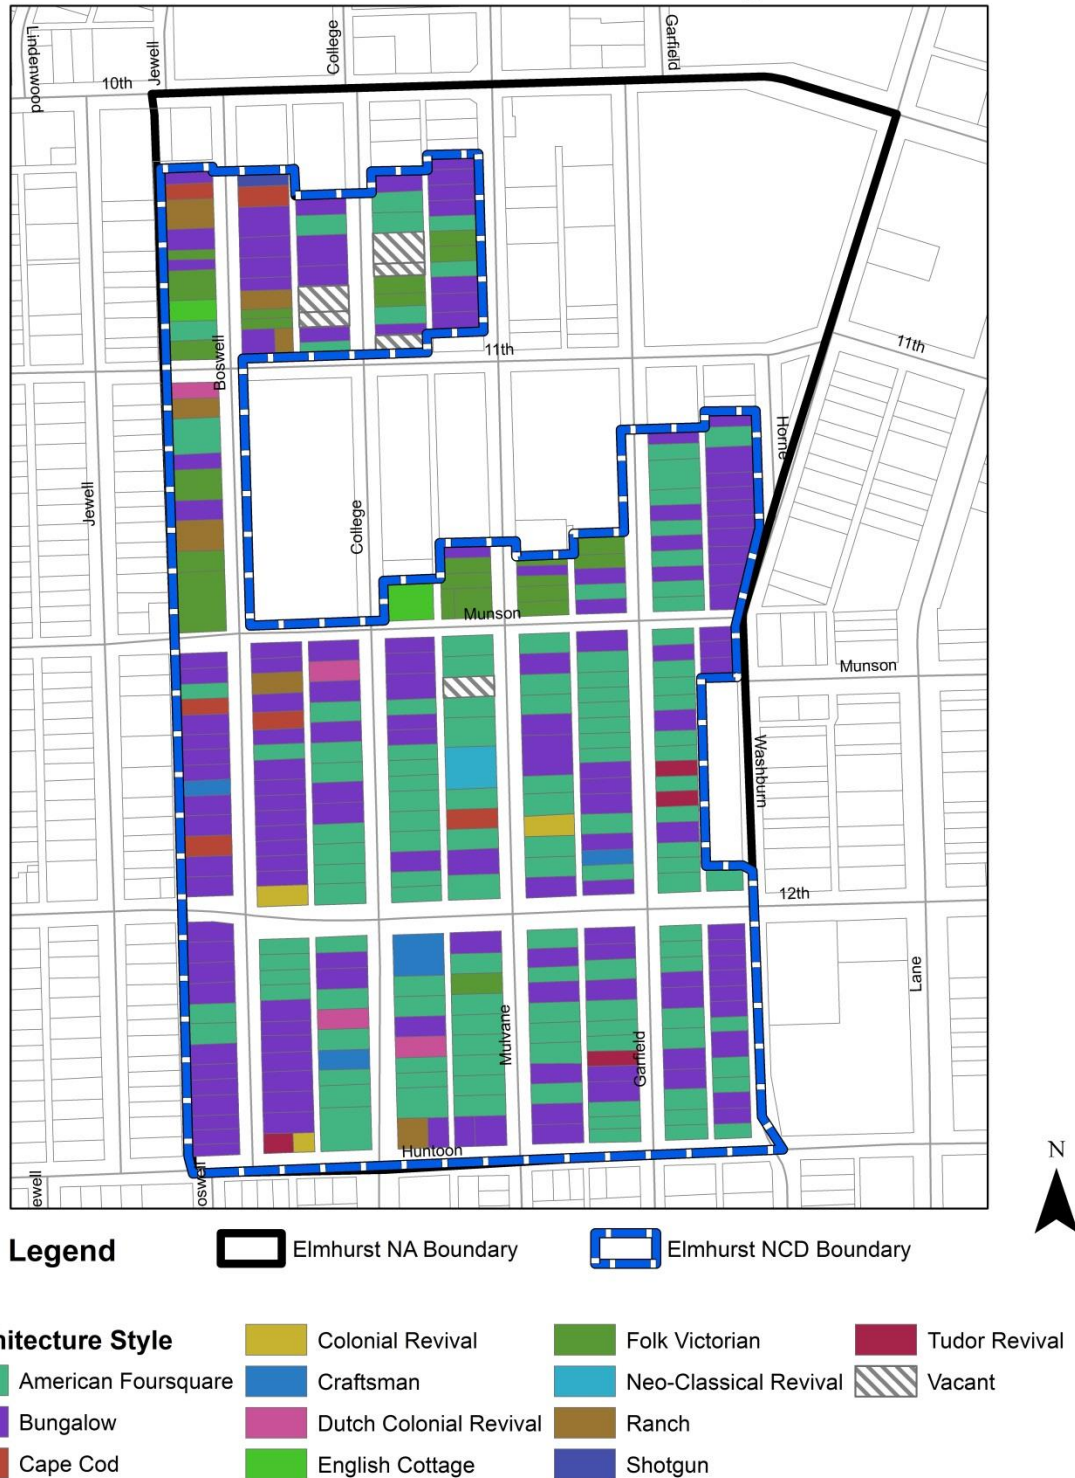 Lindenwood
Jewell
College
Garfield
10th
11th
11th
Boswell
Horne
Jewell
College
Munson
Munson
Washburn
12th
Lane
Mulvane
Garfield
Huntoon
ewell
oswell
N
Legend
Elmhurst NA Boundary
Elmhurst NCD Boundary
hitecture Style
Colonial Revival
Folk Victorian
Tudor Revival
American Foursquare
Craftsman
Neo-Classical Revival
Vacant
Bungalow
Dutch Colonial Revival
Ranch
Cape Cod
English Cottage
Shotgun